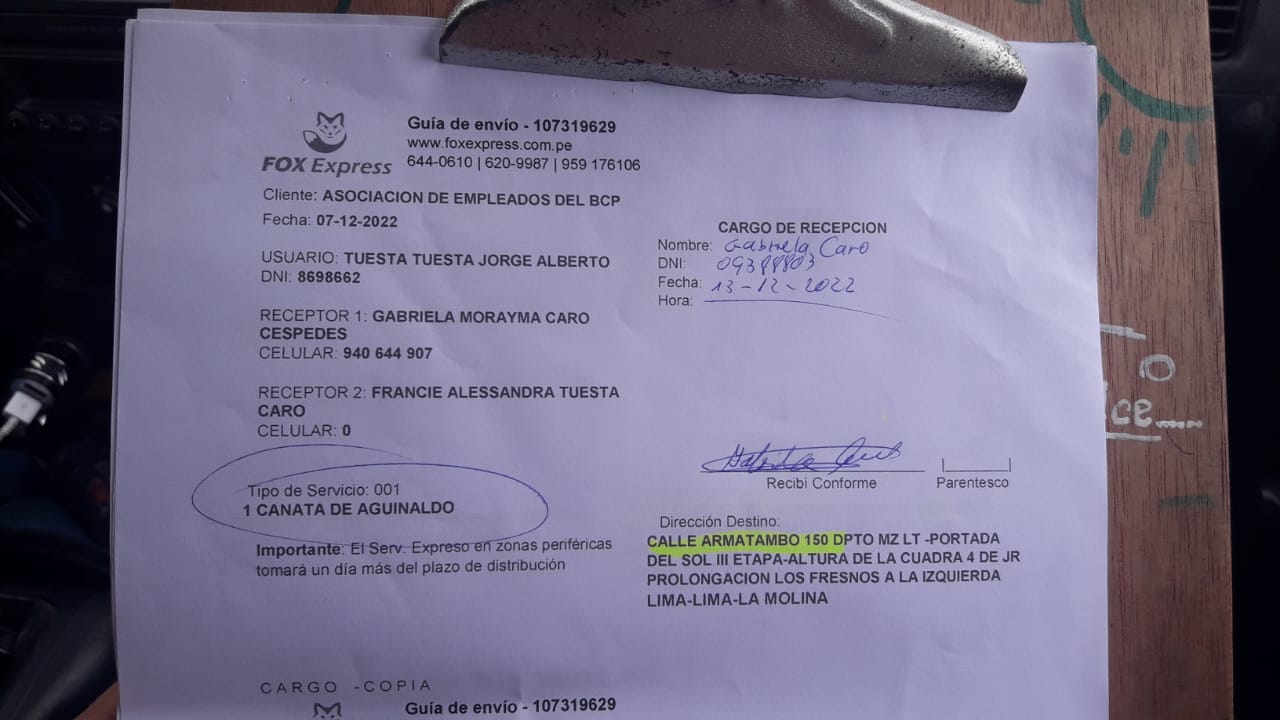 FOX Express
Guía de envío - 107319629
www.foxexpress.com.pe
644-0610 | 620-9987 | 959 176106
Cliente: ASOCIACION DE EMPLEADOS DEL BCP
Fecha: 07-12-2022
USUARIO: TUESTA TUESTA JORGE ALBERTO
DNI: 8698662
RECEPTOR 1: GABRIELA MORAYMA CARO
CESPEDES
CELULAR: 940 644 907
RECEPTOR 2: FRANCIE ALESSANDRA TUESTA
CARO
CELULAR: 0
Tipo de Servicio: 001
1 CANATA DE AGUINALDO
Importante: El Serv. Expreso en zonas periféricas
tomará un día más del plazo de distribución
CARGO DE RECEPCION
Nombre: Gabriela Caro
DNI: 09388803
Fecha: 13-12-2022
Hora:
Recibi Conforme
Parentesco
Dirección Destino:
CALLE ARMATAMBO 150 DPTO MZ LT -PORTADA
DEL SOL III ETAPA-ALTURA DE LA CUADRA 4 DE JR
PROLONGACION LOS FRESNOS A LA IZQUIERDA
LIMA-LIMA-LA MOLINA
CARGO -COPIA
Guía de envío - 107319629